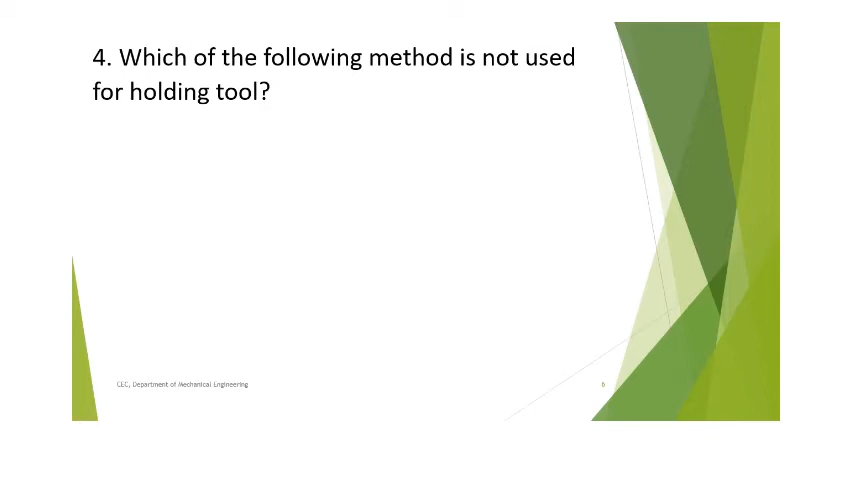 4. Which of the following method is not used
for holding tool?
CEC, Department of Mechanical Engineering
6